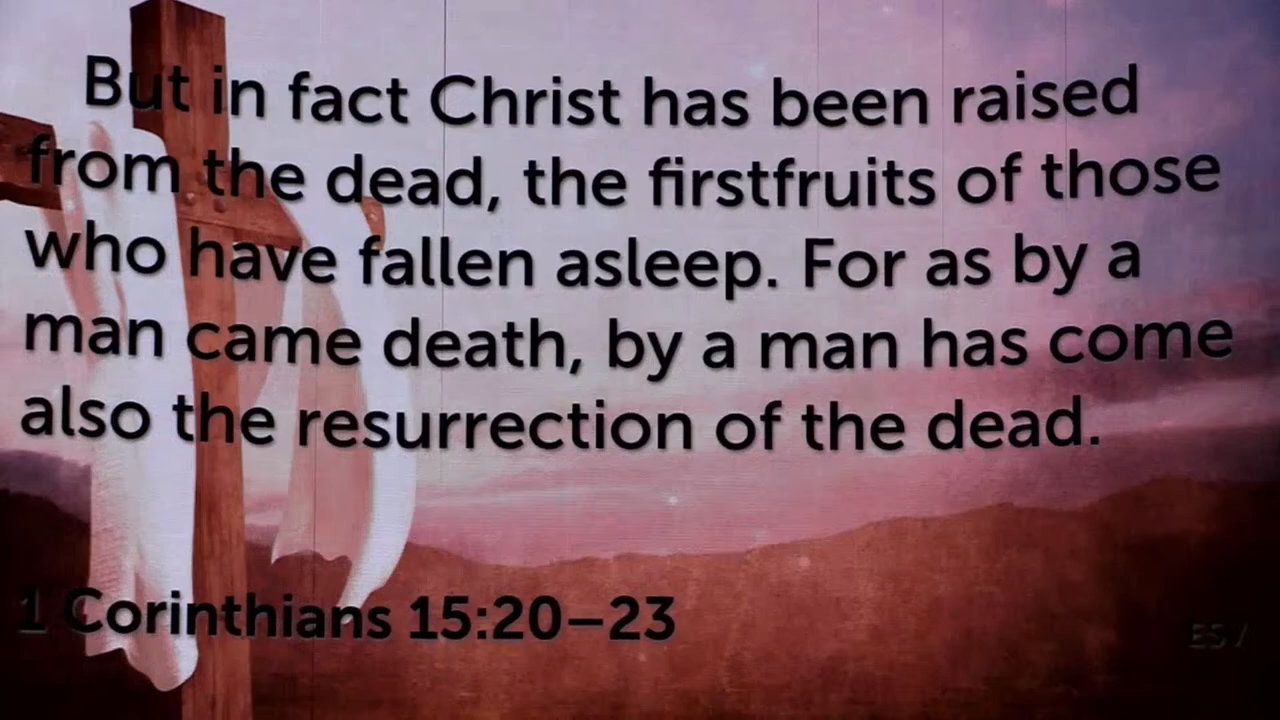 But in fact Christ has been raised
from the dead, the firstfruits of those
who have fallen asleep. For as by a
man came death, by a man has come
also the resurrection of the dead.
1 Corinthians 15:20–23
ESV